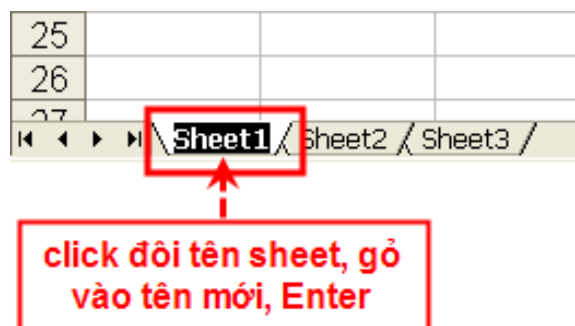 25
26
27
Sheet1 Sheet2 Sheet3
click đôi tên sheet, gỏ
vào tên mới, Enter